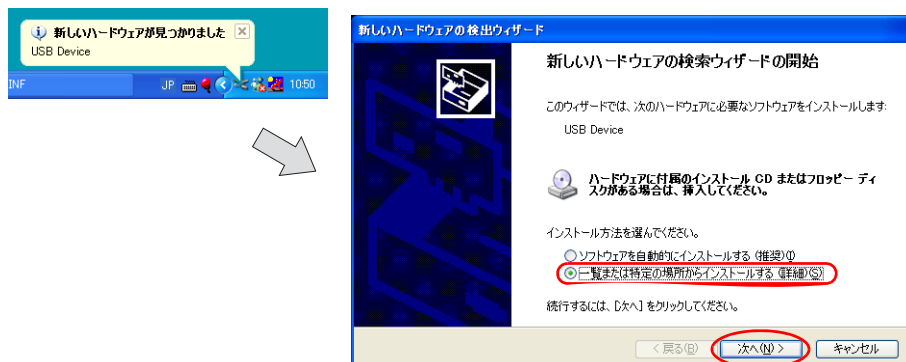 新しいハードウェアが見つかりました
USB Device
INF
JP
10:50
新しいハードウェアの検出ウィザード
新しいハードウェアの検索ウィザードの開始
このウィザードでは、次のハードウェアに必要なソフトウェアをインストールします:
USB Device
ハードウェアに付属のインストール CD またはフロッピー ディ
スクがある場合は、挿入してください。
インストール方法を選んでください。
ソフトウェアを自動的にインストールする (推奨)(I)
一覧または特定の場所からインストールする (詳細)(S)
続行するには、[次へ] をクリックしてください。
< 戻る(B)
次へ(N) >
キャンセル